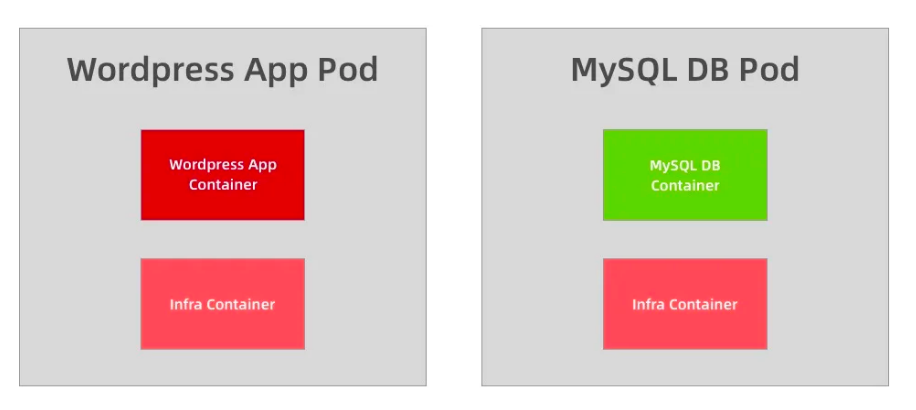 Wordpress App Pod
Wordpress App
Container
Infra Container
MySQL DB Pod
MySQL DB
Container
Infra Container